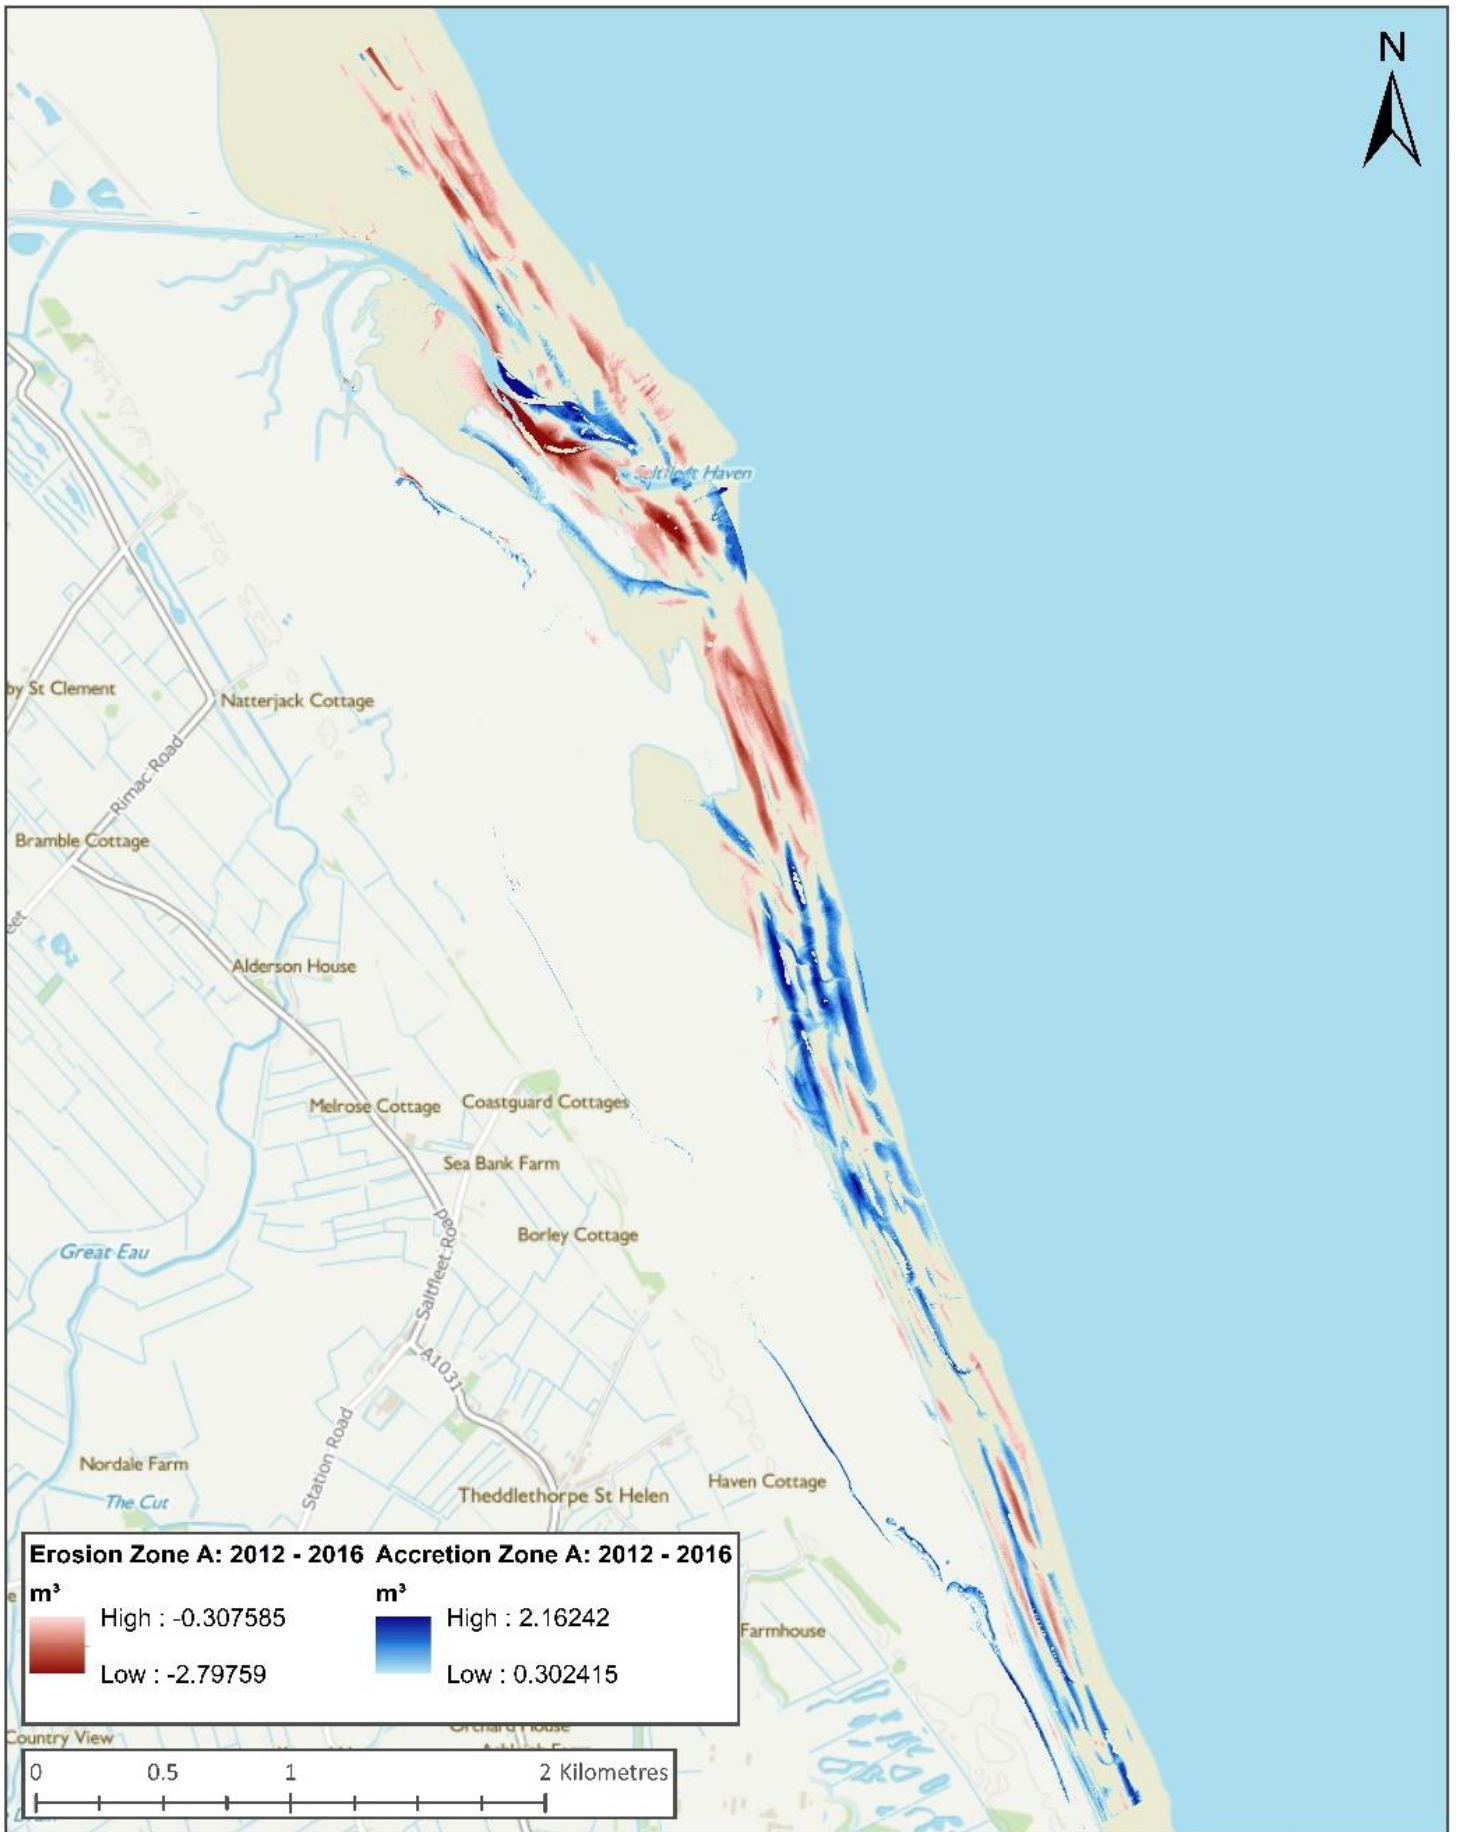 N
Saltfleet Haven
by St Clement
Natterjack Cottage
Rimac Road
Bramble Cottage
Alderson House
Melrose Cottage
Coastguard Cottages
Sea Bank Farm
Borley Cottage
Great Eau
Saltfleet Road
A1031
Station Road
Nordale Farm
The Cut
Theddlethorpe St Helen
Haven Cottage
Farmhouse
Erosion Zone A: 2012 - 2016 Accretion Zone A: 2012 - 2016
m³ m³
High : -0.307585 High : 2.16242
Low : -2.79759 Low : 0.302415
Orchard House
Country View
0 0.5 1 2 Kilometres